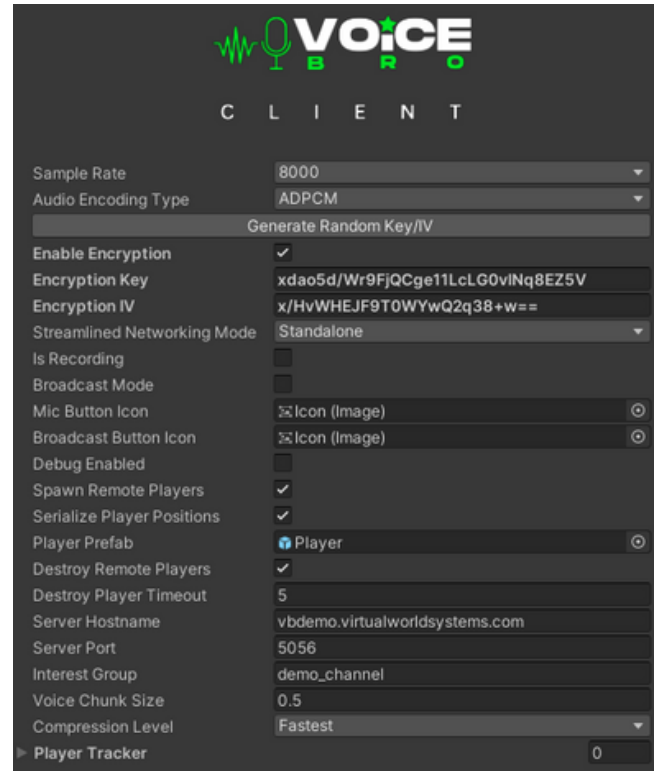 VOiCE
BRO
CLIENT
Sample Rate 8000
Audio Encoding Type ADPCM
Generate Random Key/IV
Enable Encryption
Encryption Key xdao5d/Wr9FjQCge11LcLG0vlNq8EZ5V
Encryption IV x/HvWHEJF9T0WYwQ2q38+w==
Streamlined Networking Mode Standalone
Is Recording
Broadcast Mode
Mic Button Icon Icon (Image)
Broadcast Button Icon Icon (Image)
Debug Enabled
Spawn Remote Players
Serialize Player Positions
Player Prefab Player
Destroy Remote Players
Destroy Player Timeout 5
Server Hostname vbdemo.virtualworldsystems.com
Server Port 5056
Interest Group demo_channel
Voice Chunk Size 0.5
Compression Level Fastest
Player Tracker 0